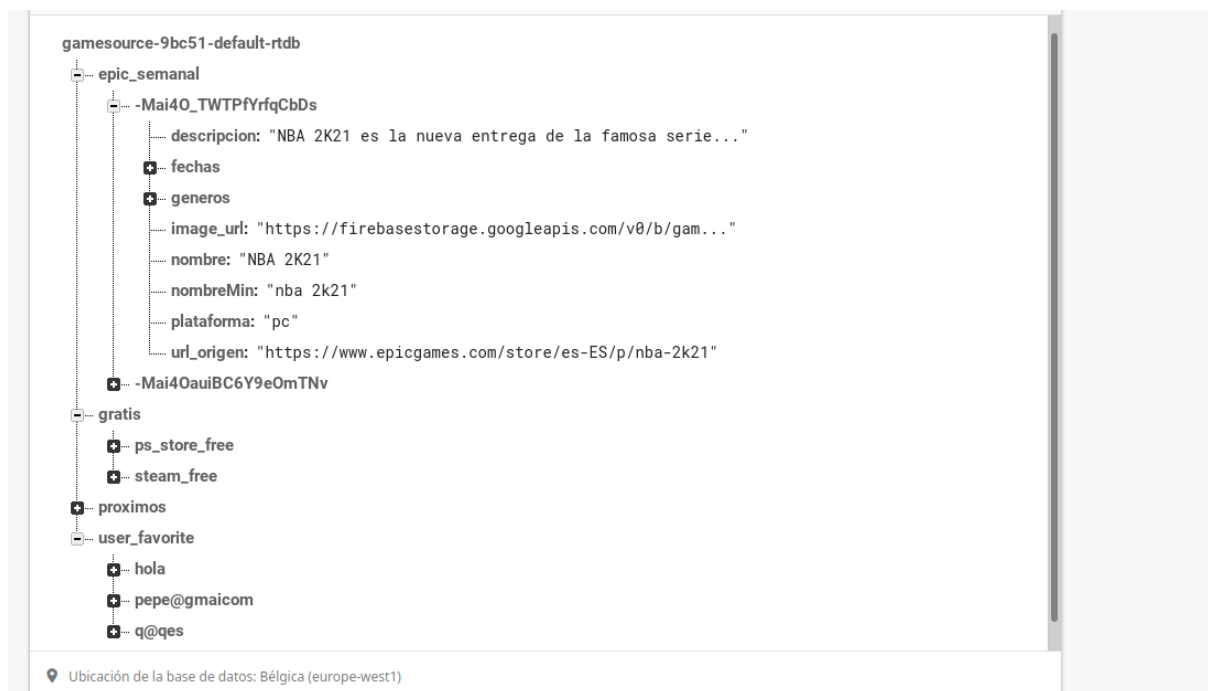 gamesource-9bc51-default-rtdb
epic_semanal
-Mai4O_TWTPfYrfqCbDs
descripcion: "NBA 2K21 es la nueva entrega de la famosa serie..."
fechas
generos
image_url: "https://firebasestorage.googleapis.com/v0/b/gam..."
nombre: "NBA 2K21"
nombreMin: "nba 2k21"
plataforma: "pc"
url_origen: "https://www.epicgames.com/store/es-ES/p/nba-2k21"
-Mai4OauiBC6Y9eOmTNv
gratis
ps_store_free
steam_free
proximos
user_favorite
hola
pepe@gmaicom
q@qes
Ubicación de la base de datos: Bélgica (europe-west1)